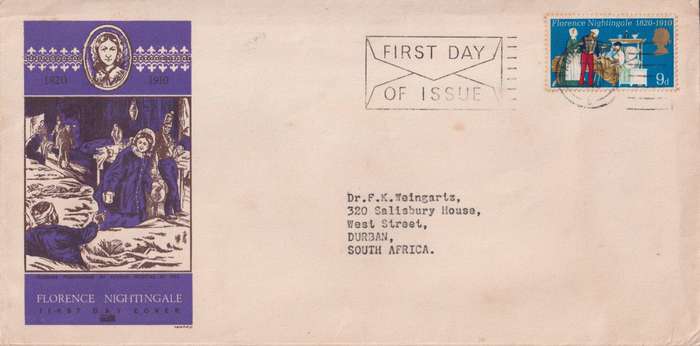 1820 1910
FLORENCE NIGHTINGALE
FIRST DAY COVER
FIRST DAY
OF ISSUE
Florence Nightingale 1820-1910
9d
Dr.F.K.Weingartz,
320 Salisbury House,
West Street,
DURBAN,
SOUTH AFRICA.